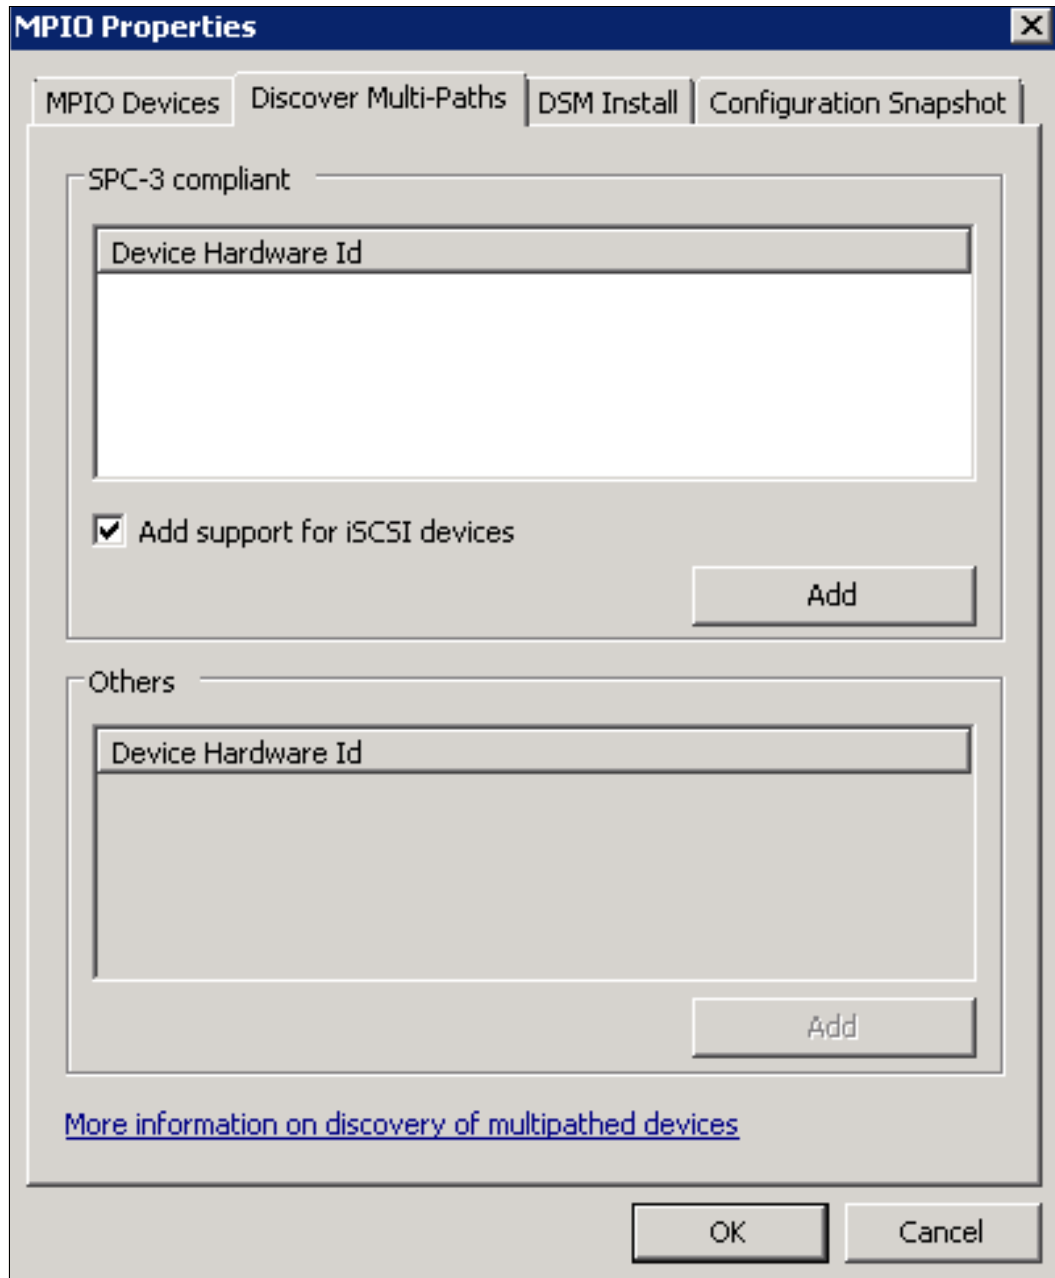 MPIO Properties
MPIO Devices
Discover Multi-Paths
DSM Install
Configuration Snapshot
SPC-3 compliant
Device Hardware Id
Add support for iSCSI devices
Add
Others
Device Hardware Id
Add
More information on discovery of multipathed devices
OK
Cancel